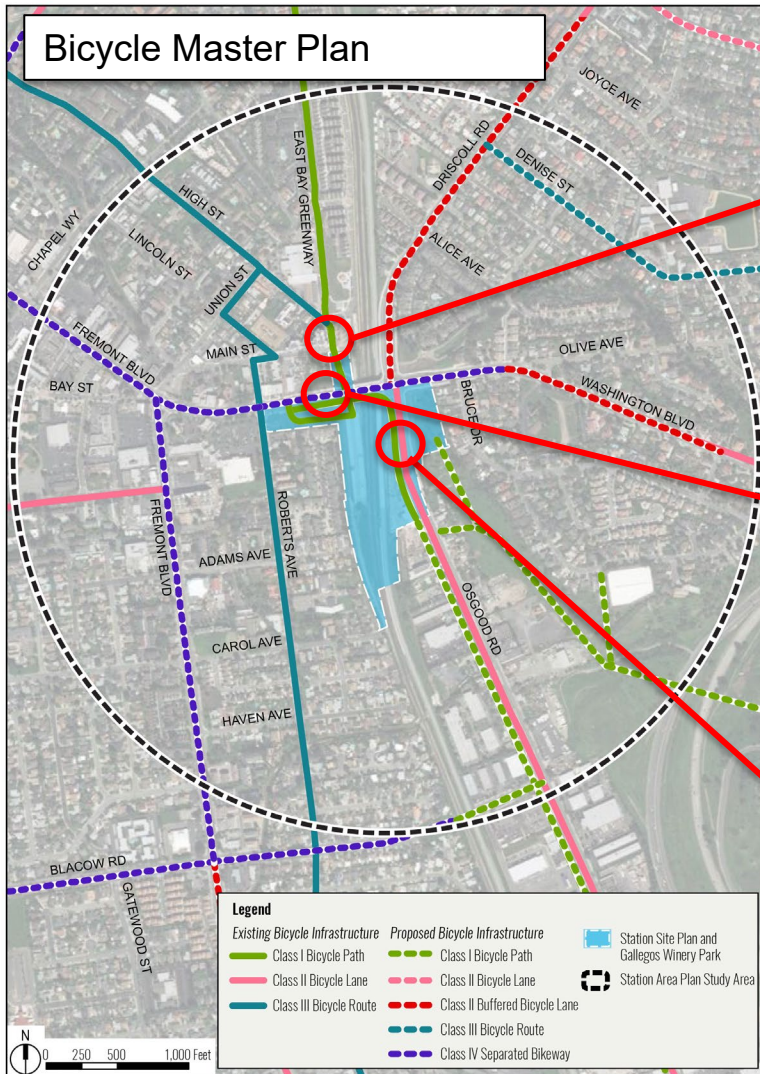 Bicycle Master Plan
JOYCE AVE
DRISCOLL RD
DENISE ST
EAST BAY GREENWAY
HIGH ST
CHAPEL WY
LINCOLN ST
UNION ST
ALICE AVE
FREMONT BLVD
MAIN ST
OLIVE AVE
BAY ST
BRUCE DR
WASHINGTON BLVD
FREMONT BLVD
ROBERTS AVE
ADAMS AVE
OSGOOD RD
CAROL AVE
HAVEN AVE
BLACOW RD
GATEWOOD ST
Legend
Existing Bicycle Infrastructure
Class I Bicycle Path
Class II Bicycle Lane
Class III Bicycle Route
Proposed Bicycle Infrastructure
Class I Bicycle Path
Class II Bicycle Lane
Class II Buffered Bicycle Lane
Class III Bicycle Route
Class IV Separated Bikeway
Station Site Plan and
Gallegos Winery Park
Station Area Plan Study Area
N
0 250 500 1,000 Feet